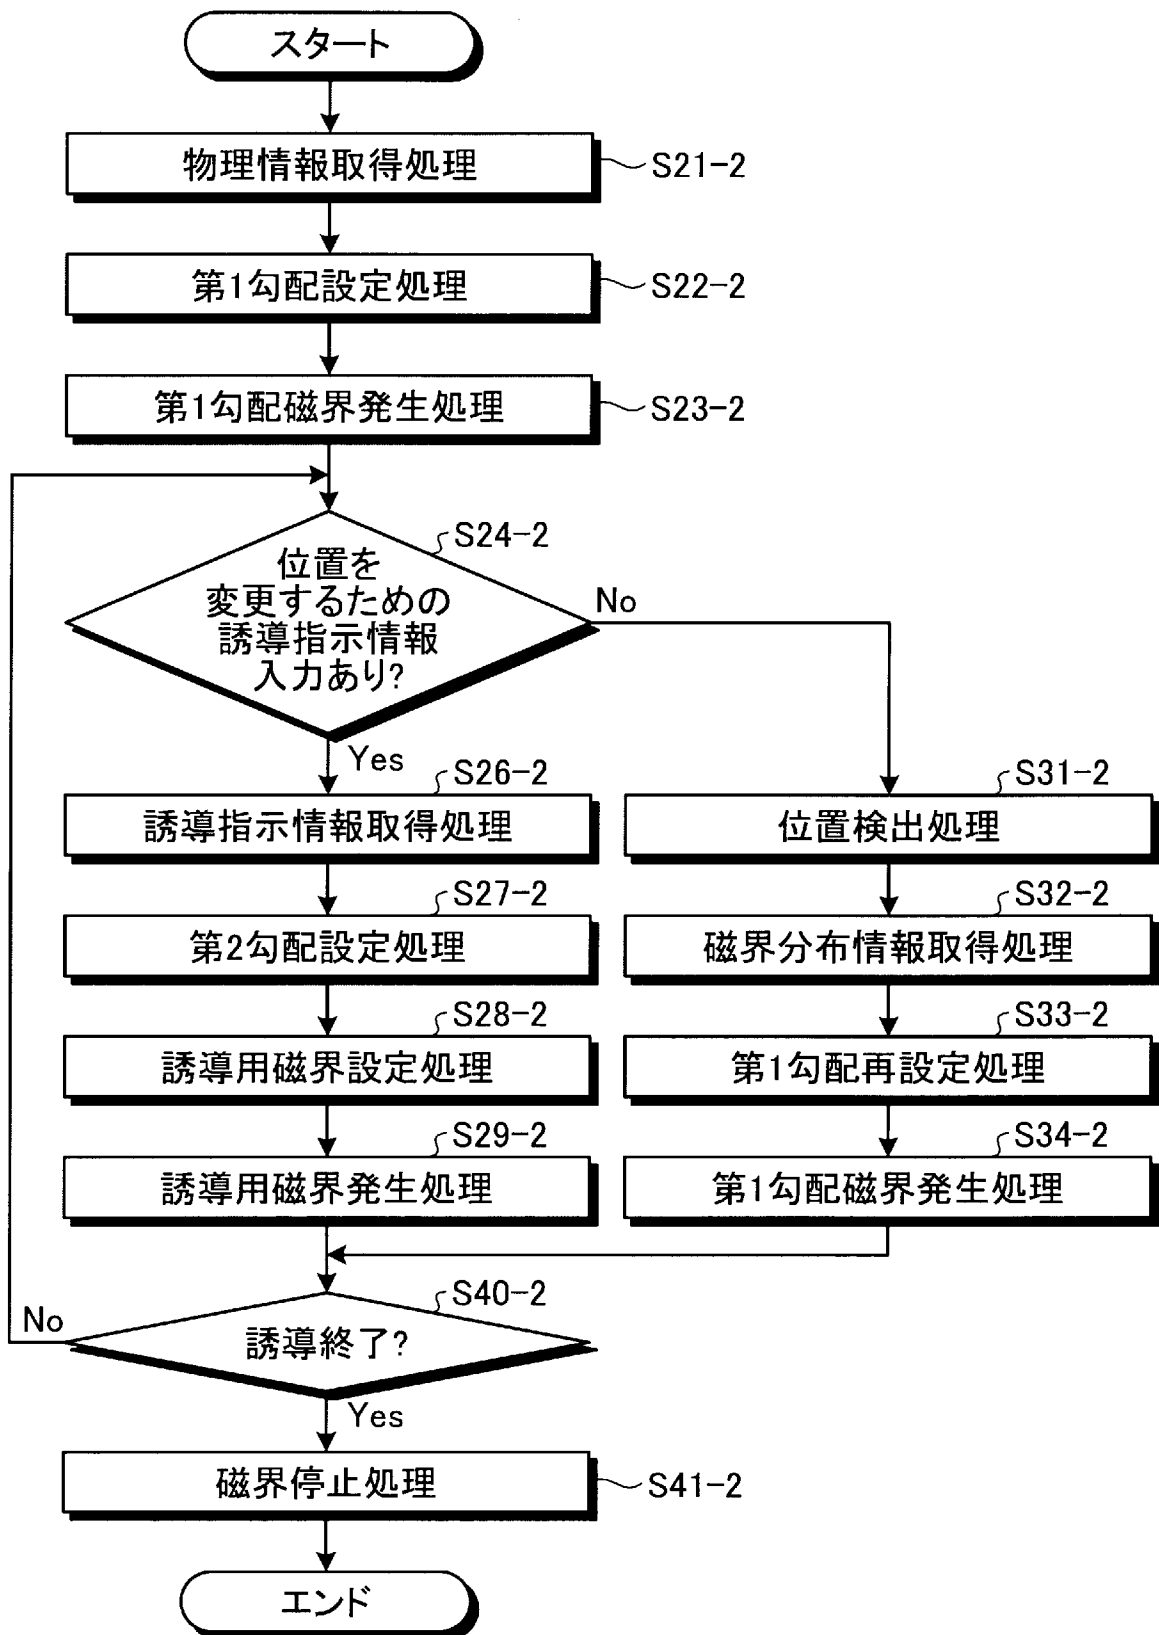 スタート
物理情報取得処理
S21-2
第1勾配設定処理
S22-2
第1勾配磁界発生処理
S23-2
S24-2
位置を
変更するための
誘導指示情報
入力あり?
No
Yes
S26-2
誘導指示情報取得処理
S31-2
位置検出処理
S27-2
第2勾配設定処理
S32-2
磁界分布情報取得処理
S28-2
誘導用磁界設定処理
S33-2
第1勾配再設定処理
S29-2
誘導用磁界発生処理
S34-2
第1勾配磁界発生処理
S40-2
誘導終了?
No
Yes
磁界停止処理
S41-2
エンド